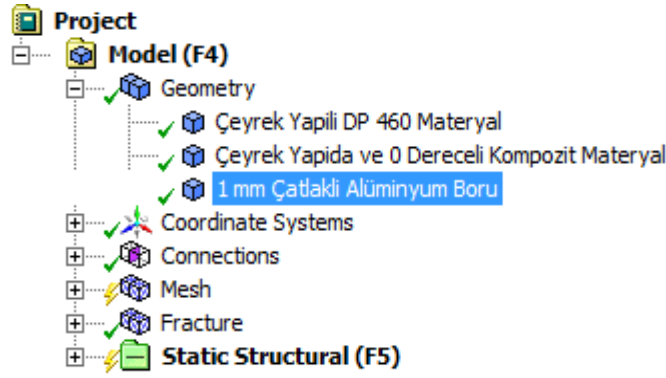 Project
Model (F4)
Geometry
Çeyrek Yapili DP 460 Materyal
Çeyrek Yapida ve 0 Dereceli Kompozit Materyal
1 mm Çatlakli Alüminyum Boru
Coordinate Systems
Connections
Mesh
Fracture
Static Structural (F5)